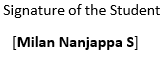 Signature of the Student
[Milan Nanjappa S]